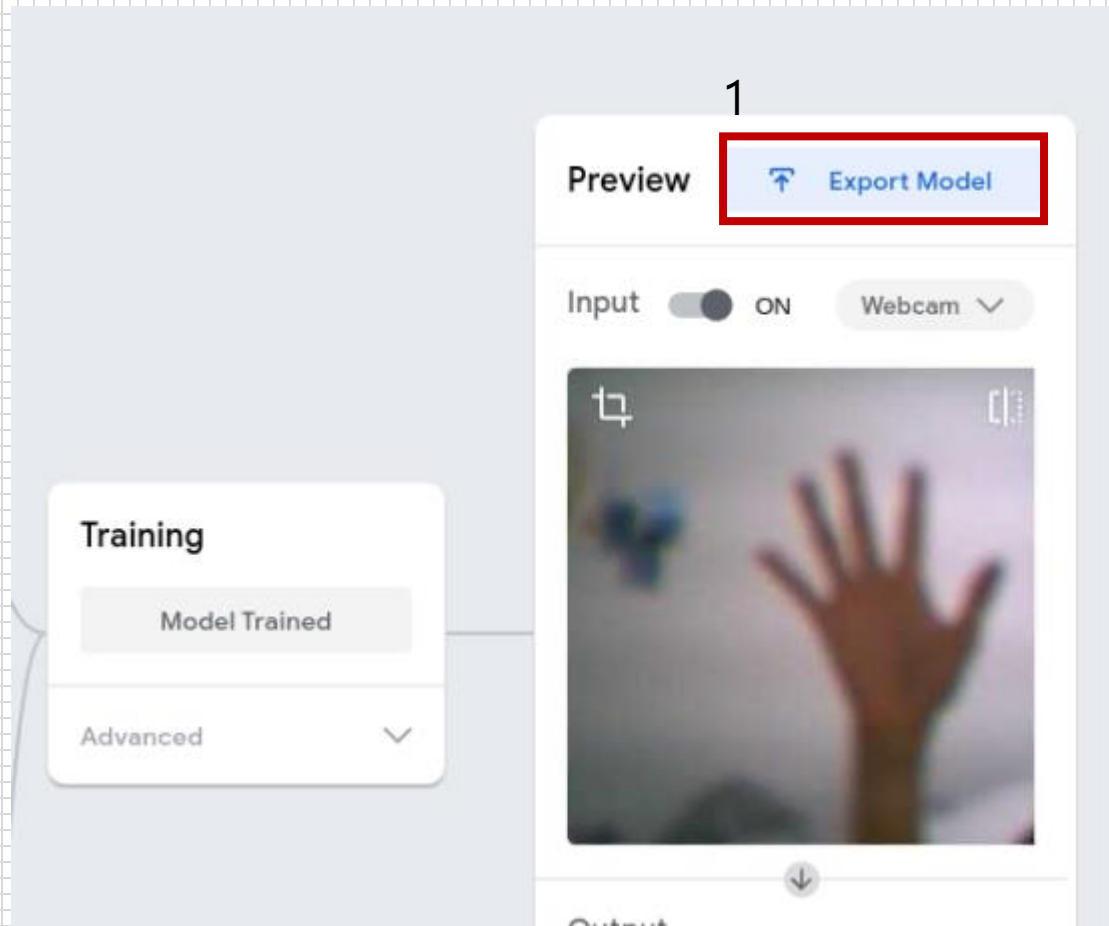 1
Preview
Export Model
Input
ON
Webcam
Training
Model Trained
Advanced